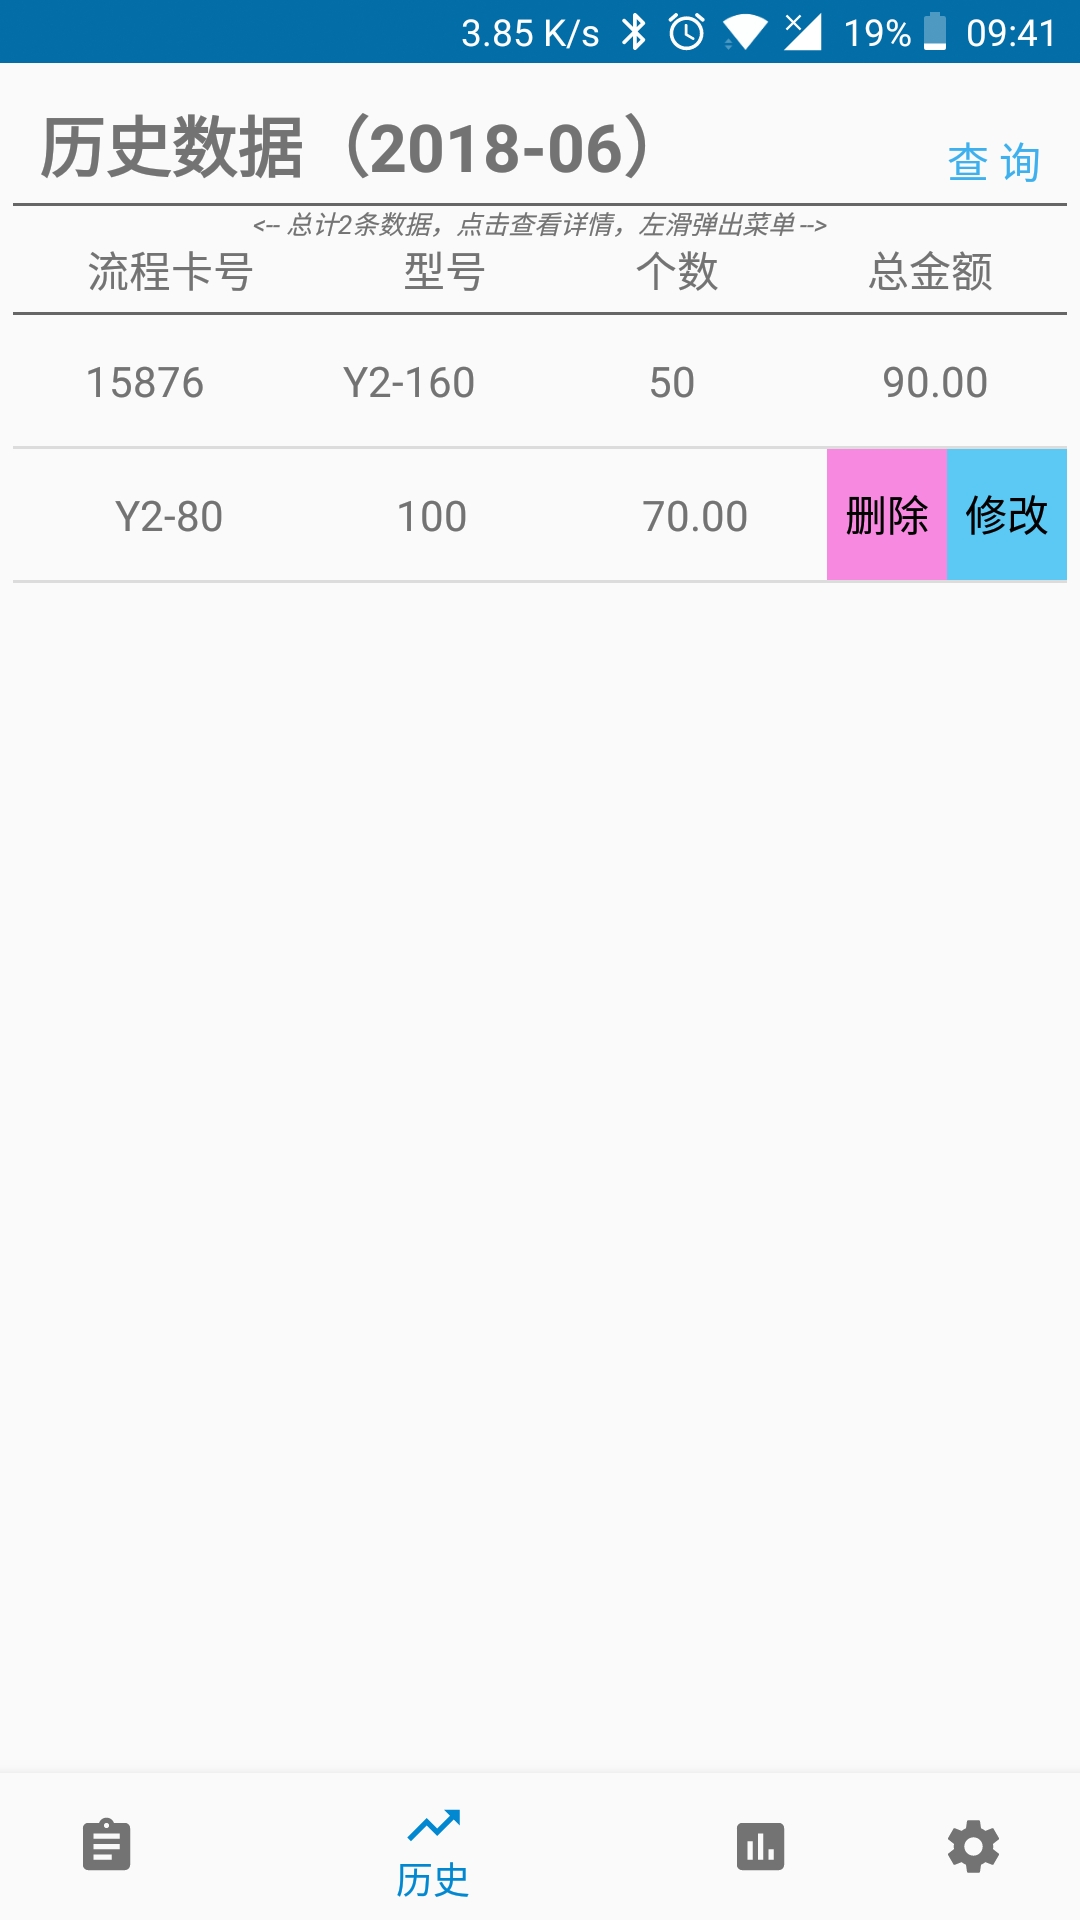 3.85 K/s 19% 09:41
历史数据（2018-06） 查 询
<-- 总计2条数据，点击查看详情，左滑弹出菜单 -->
流程卡号 型号 个数 总金额
15876 Y2-160 50 90.00
Y2-80 100 70.00 删除 修改
历史